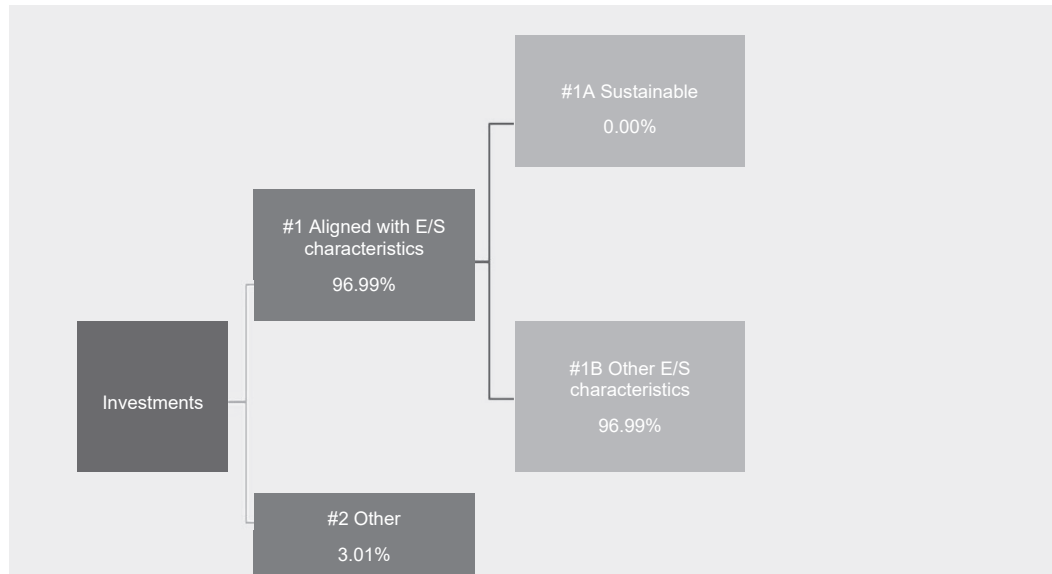 #1A Sustainable
0.00%
#1 Aligned with E/S
characteristics
96.99%
#1B Other E/S
characteristics
96.99%
Investments
#2 Other
3.01%